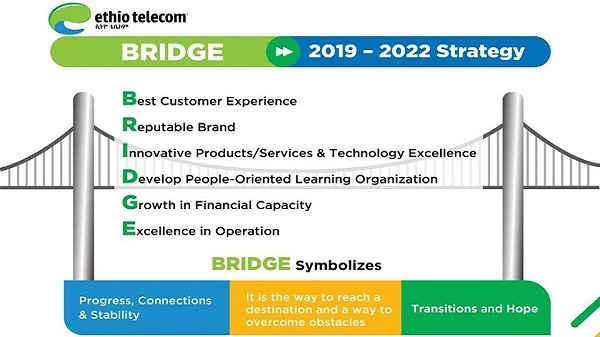 ethio telecom
ኢትዮ ቴሌኮም
BRIDGE 2019 – 2022 Strategy
Best Customer Experience
Reputable Brand
Innovative Products/Services & Technology Excellence
Develop People-Oriented Learning Organization
Growth in Financial Capacity
Excellence in Operation
BRIDGE Symbolizes
Progress, Connections
& Stability
It is the way to reach a
destination and a way to
overcome obstacles
Transitions and Hope